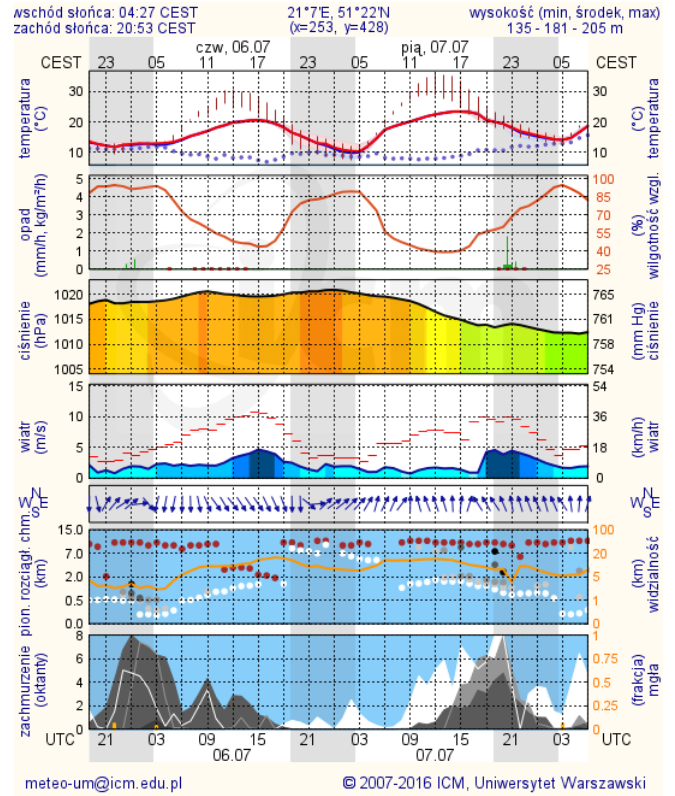 wschód słońca: 04:27 CEST 21°7'E, 51°22'N wysokość (min, środek, max)
zachód słońca: 20:53 CEST (x=253, y=428) 135 - 181 - 205 m
czw, 06.07 pią, 07.07
CEST 23 05 11 17 23 05 11 17 23 05 CEST
temperatura (°C)
30 20 10
30 20 10
(°C) temperatura
opad (mm/h, kg/m²/h)
5 4 3 2 1 0
100 85 70 55 40 25
(%) wilgotność wzgl.
ciśnienie (hPa)
1020 1015 1010 1005
765 761 758 754
(mm Hg) ciśnienie
wiatr (m/s)
15 10 5 0
54 36 18 0
(km/h) wiatr
N W E S
N W E S
pion. rozciągł. chm. (km)
15.0 7.0 2.0 0.5 0.0
100 20 5 1 0
(km) widzialność
zachmurzenie (oktanty)
8 6 4 2 0
1 0.75 0.5 0.25 0
(frakcja) mgła
UTC 21 03 09 15 21 03 09 15 21 03 UTC
06.07 07.07
meteo-um@icm.edu.pl © 2007-2016 ICM, Uniwersytet Warszawski